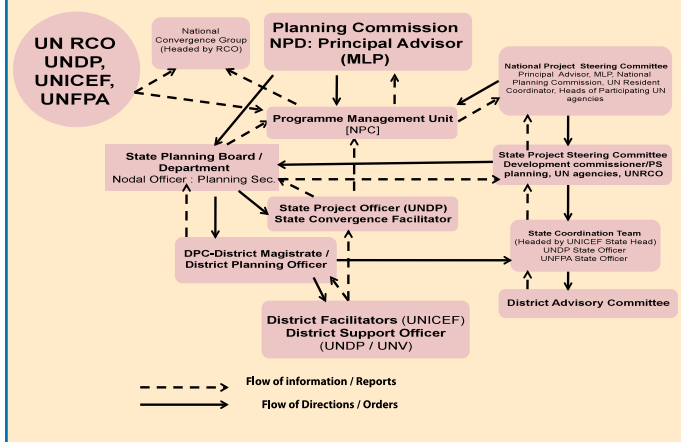 UN RCO
UNDP,
UNICEF,
UNFPA
National
Convergence Group
(Headed by RCO)
Planning Commission
NPD: Principal Advisor
(MLP)
National Project Steering Committee
Principal Advisor, MLP, National
Planning Commission, UN Resident
Coordinator, Heads of Participating UN
agencies
Programme Management Unit
[NPC]
State Planning Board /
Department
Nodal Officer : Planning Sec.
State Project Steering Committee
Development commissioner/PS
planning, UN agencies, UNRCO
State Project Officer (UNDP)
State Convergence Facilitator
State Coordination Team
(Headed by UNICEF State Head)
UNDP State Officer
UNFPA State Officer
DPC-District Magistrate /
District Planning Officer
District Advisory Committee
District Facilitators (UNICEF)
District Support Officer
(UNDP / UNV)
Flow of information / Reports
Flow of Directions / Orders